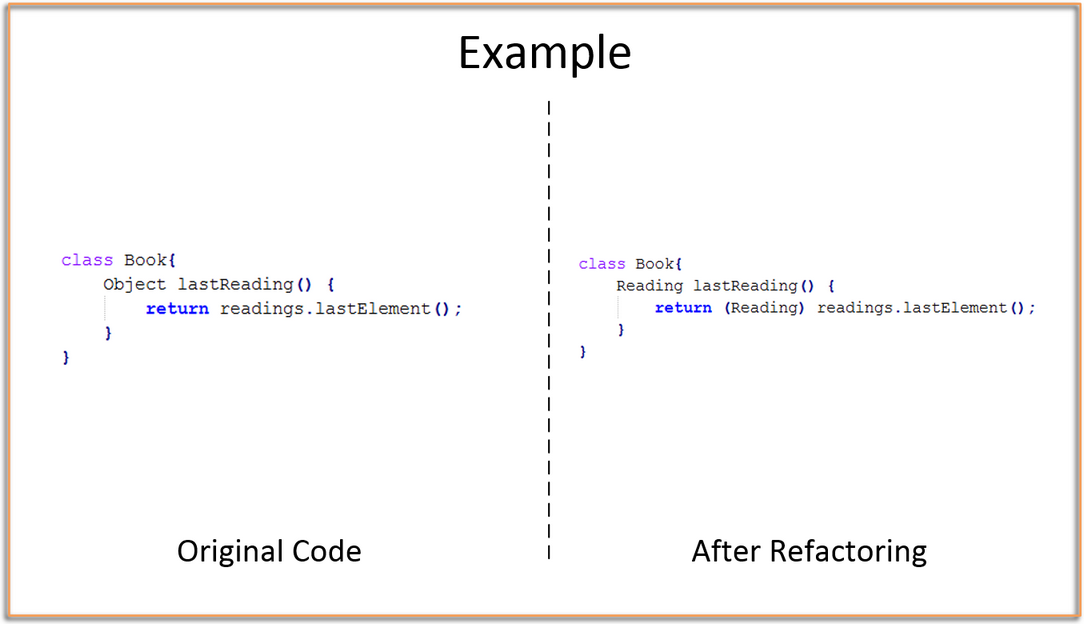 Example
class Book{
    Object lastReading() {
        return readings.lastElement();
    }
}
Original Code
class Book{
    Reading lastReading() {
        return (Reading) readings.lastElement();
    }
}
After Refactoring